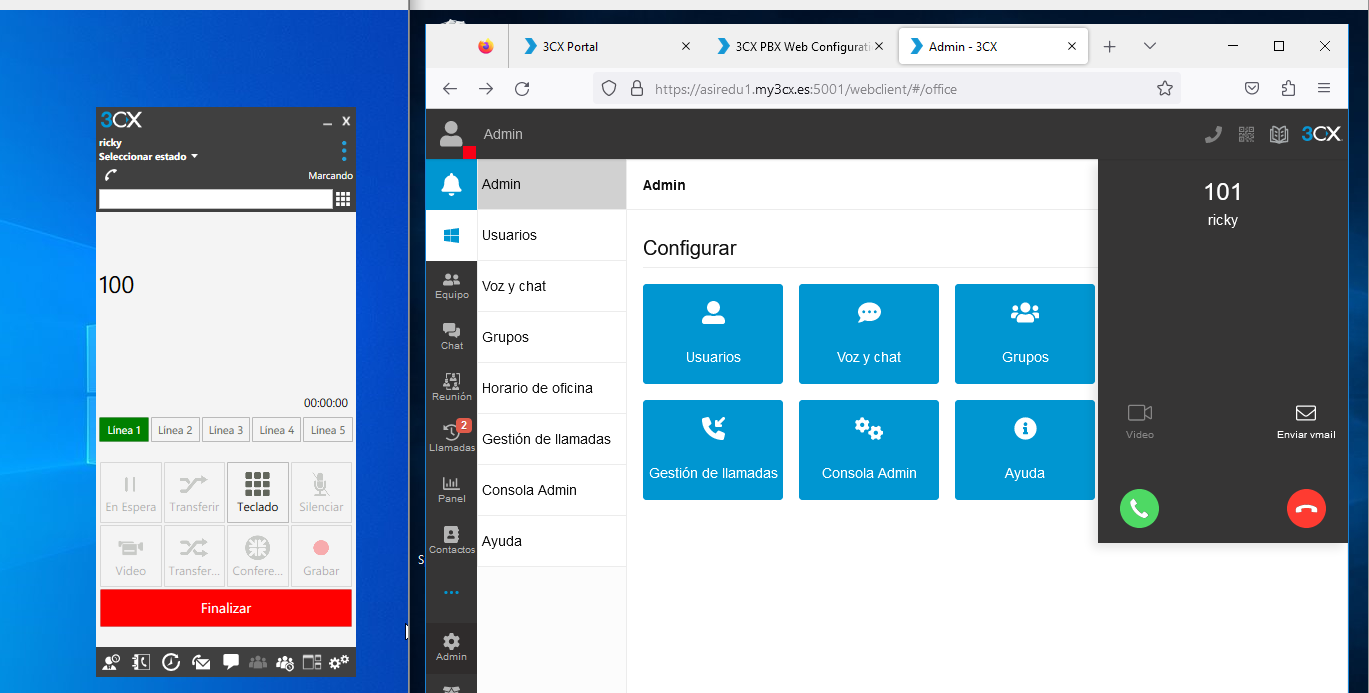 3CX
ricky
Seleccionar estado
Marcando
100
00:00:00
Línea 1
Línea 2
Línea 3
Línea 4
Línea 5
En Espera
Transferir
Teclado
Silenciar
Video
Transfer...
Confere...
Grabar
Finalizar
S
3CX Portal
3CX PBX Web Configurati
Admin - 3CX
https://asiredu1.my3cx.es:5001/webclient/#/office
Admin
3CX
Equipo
Chat
Reunión
2
Llamadas
Panel
Contactos
Admin
Admin
Usuarios
Voz y chat
Grupos
Horario de oficina
Gestión de llamadas
Consola Admin
Ayuda
Admin
Configurar
Usuarios
Voz y chat
Grupos
Gestión de llamadas
Consola Admin
Ayuda
101
ricky
Video
Enviar vmail